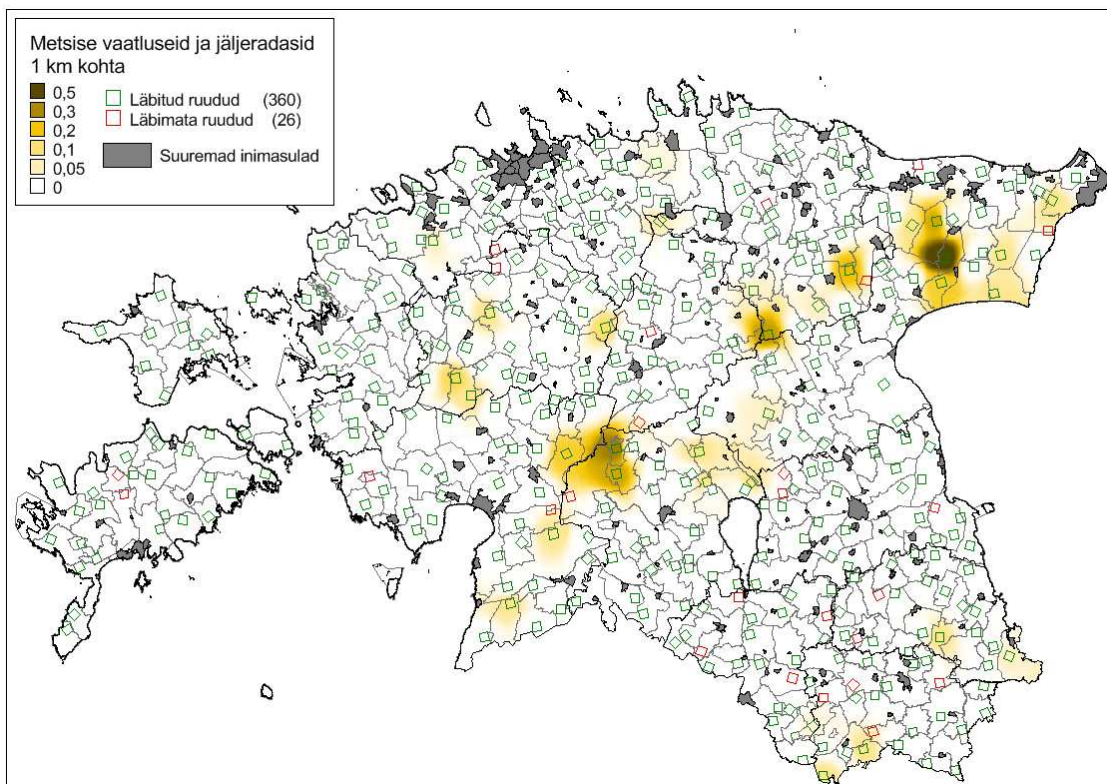 Metsise vaatluseid ja jäljeradasid
1 km kohta
0,5
0,3
0,2
0,1
0,05
0
Läbitud ruudud (360)
Läbimata ruudud (26)
Suuremad inimasulad